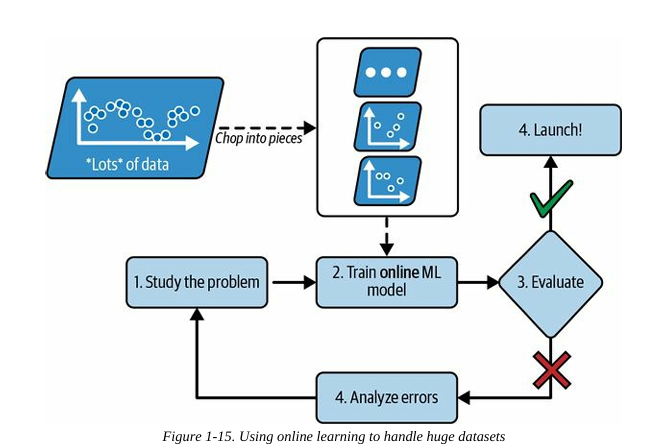 *Lots* of data
Chop into pieces
4. Launch!
1. Study the problem
2. Train online ML
model
3. Evaluate
4. Analyze errors
Figure 1-15. Using online learning to handle huge datasets